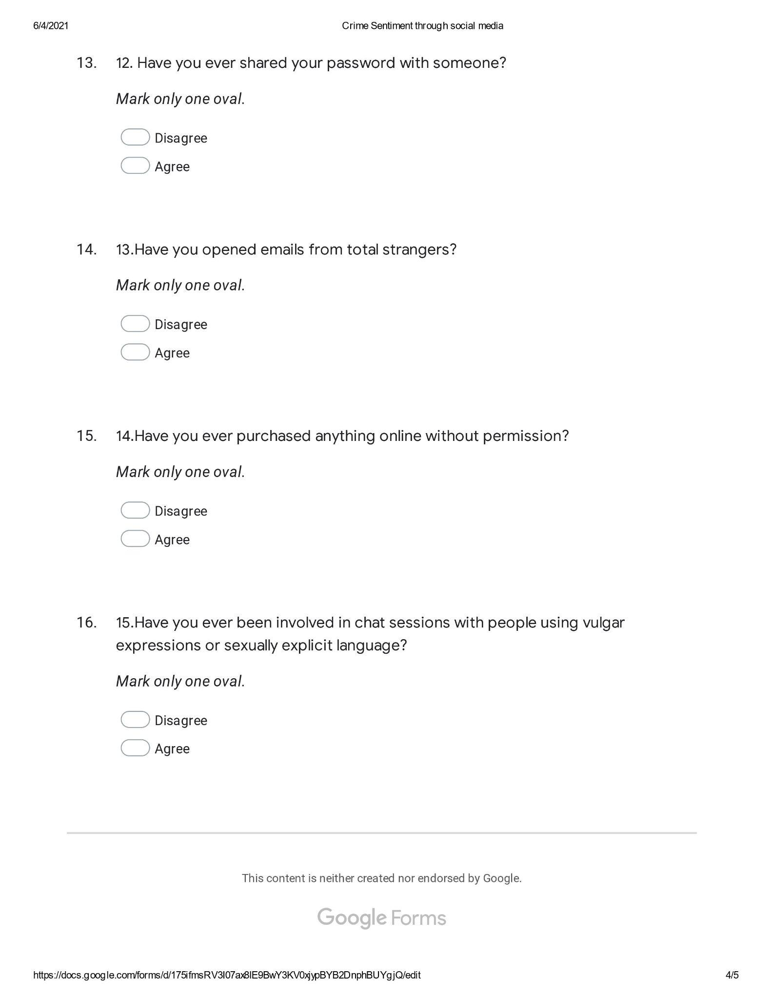 6/4/2021 Crime Sentiment through social media
13. 12. Have you ever shared your password with someone?
Mark only one oval.
Disagree
Agree
14. 13.Have you opened emails from total strangers?
Mark only one oval.
Disagree
Agree
15. 14.Have you ever purchased anything online without permission?
Mark only one oval.
Disagree
Agree
16. 15.Have you ever been involved in chat sessions with people using vulgar
expressions or sexually explicit language?
Mark only one oval.
Disagree
Agree
This content is neither created nor endorsed by Google.
Google Forms
https://docs.google.com/forms/d/175ifmsRV3I07ax8IE9BwY3KV0xjypBYB2DnphBUYgjQ/edit 4/5